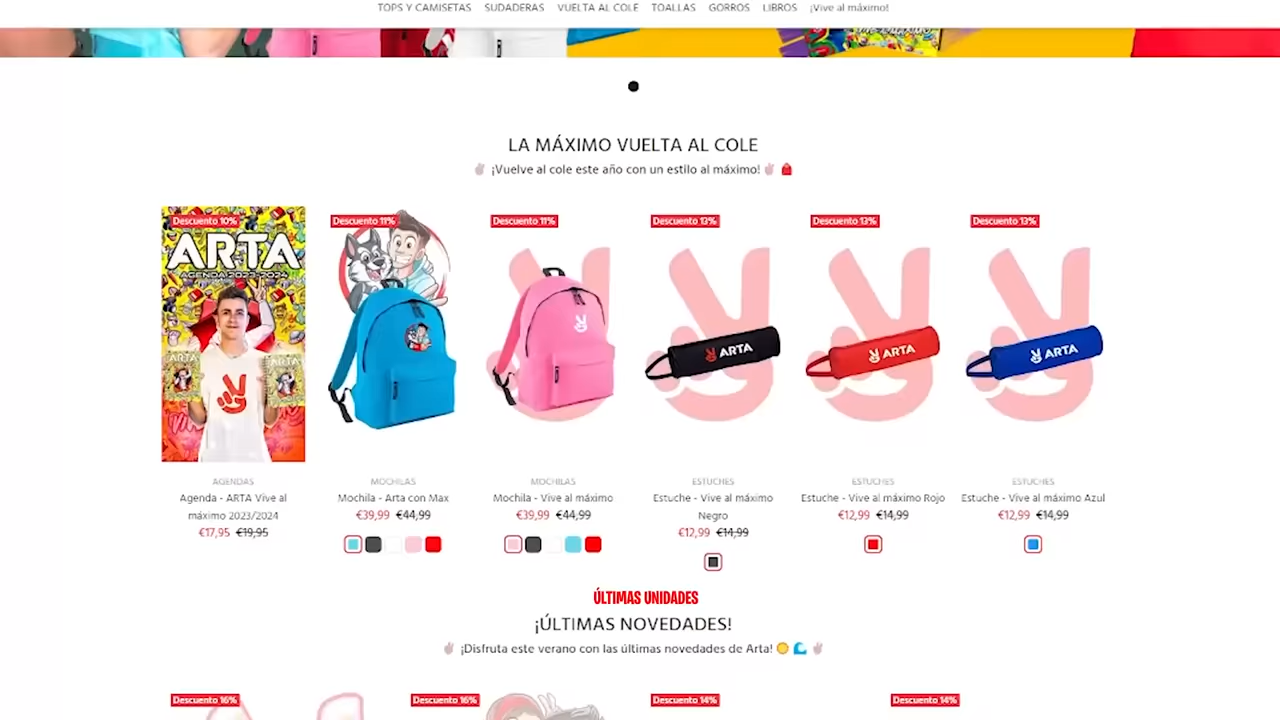 TOPS Y CAMISETAS SUDADERAS VUELTA AL COLE TOALLAS GORROS LIBROS ¡Vive al máximo!
LA MÁXIMO VUELTA AL COLE
¡Vuelve al cole este año con un estilo al máximo!
Descuento 10% Descuento 11% Descuento 11% Descuento 13% Descuento 13% Descuento 13%
ARTA
AGENDA 2023-2024
ARTA ARTA ARTA
ARTA ARTA
AGENDAS MOCHILAS MOCHILAS ESTUCHES ESTUCHES ESTUCHES
Agenda - ARTA Vive al Mochila - Arta con Max Mochila - Vive al máximo Estuche - Vive al máximo Estuche - Vive al máximo Rojo Estuche - Vive al máximo Azul
máximo 2023/2024 €39,99 €44,99 €39,99 €44,99 Negro €12,99 €14,99 €12,99 €14,99
€17,95 €19,95 €12,99 €14,99
ÚLTIMAS UNIDADES
¡ÚLTIMAS NOVEDADES!
¡Disfruta este verano con las últimas novedades de Arta!
Descuento 16% Descuento 16% Descuento 14% Descuento 14%